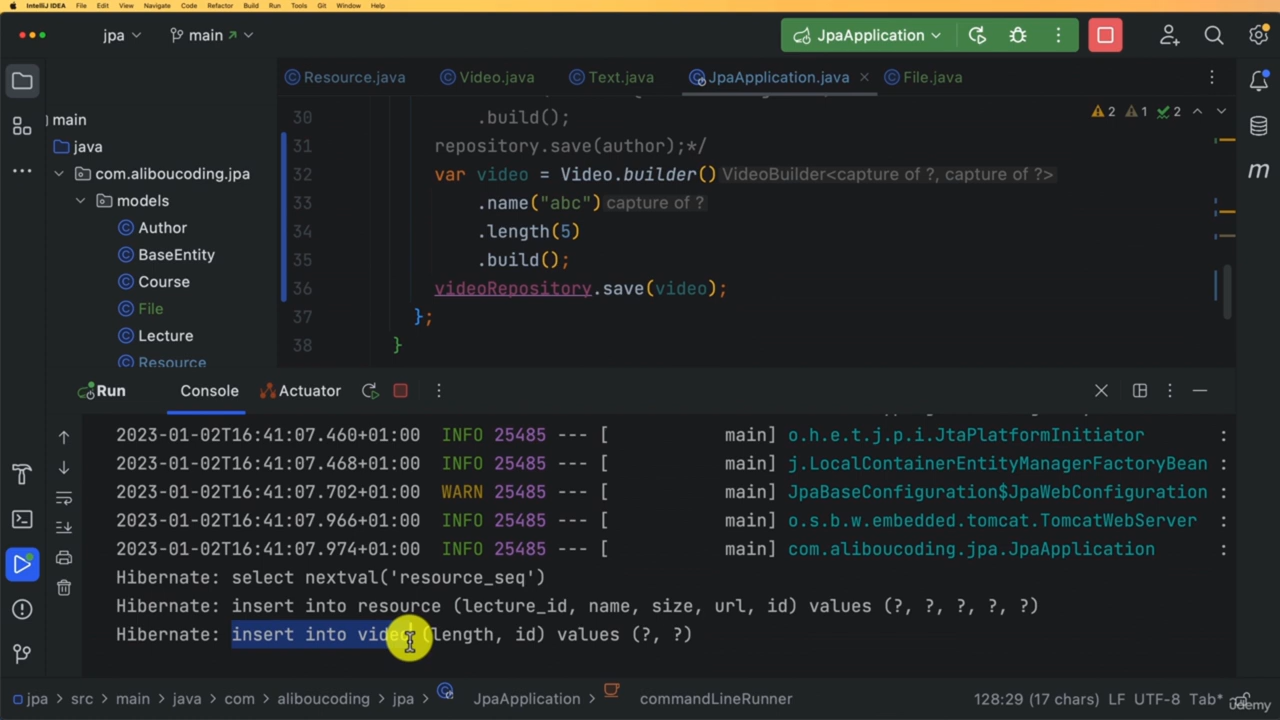 IntelliJ IDEA File Edit View Navigate Code Refactor Build Run Tools Git Window Help
jpa main JpaApplication
Resource.java Video.java Text.java JpaApplication.java File.java
main
java
com.aliboucoding.jpa
models
Author
BaseEntity
Course
File
Lecture
Resource
2 1 2
30 .build();
31 repository.save(author);*/
32 var video = Video.builder() VideoBuilder<capture of ?, capture of ?>
33 .name("abc") capture of ?
34 .length(5)
35 .build();
36 videoRepository.save(video);
37 };
38 }
Run Console Actuator
2023-01-02T16:41:07.460+01:00 INFO 25485 --- [ main] o.h.e.t.j.p.i.JtaPlatformInitiator :
2023-01-02T16:41:07.468+01:00 INFO 25485 --- [ main] j.LocalContainerEntityManagerFactoryBean :
2023-01-02T16:41:07.702+01:00 WARN 25485 --- [ main] JpaBaseConfiguration$JpaWebConfiguration :
2023-01-02T16:41:07.966+01:00 INFO 25485 --- [ main] o.s.b.w.embedded.tomcat.TomcatWebServer :
2023-01-02T16:41:07.974+01:00 INFO 25485 --- [ main] com.aliboucoding.jpa.JpaApplication :
Hibernate: select nextval('resource_seq')
Hibernate: insert into resource (lecture_id, name, size, url, id) values (?, ?, ?, ?, ?)
Hibernate: insert into video (length, id) values (?, ?)
jpa > src > main > java > com > aliboucoding > jpa > JpaApplication > commandLineRunner 128:29 (17 chars) LF UTF-8 Tab*
udemy